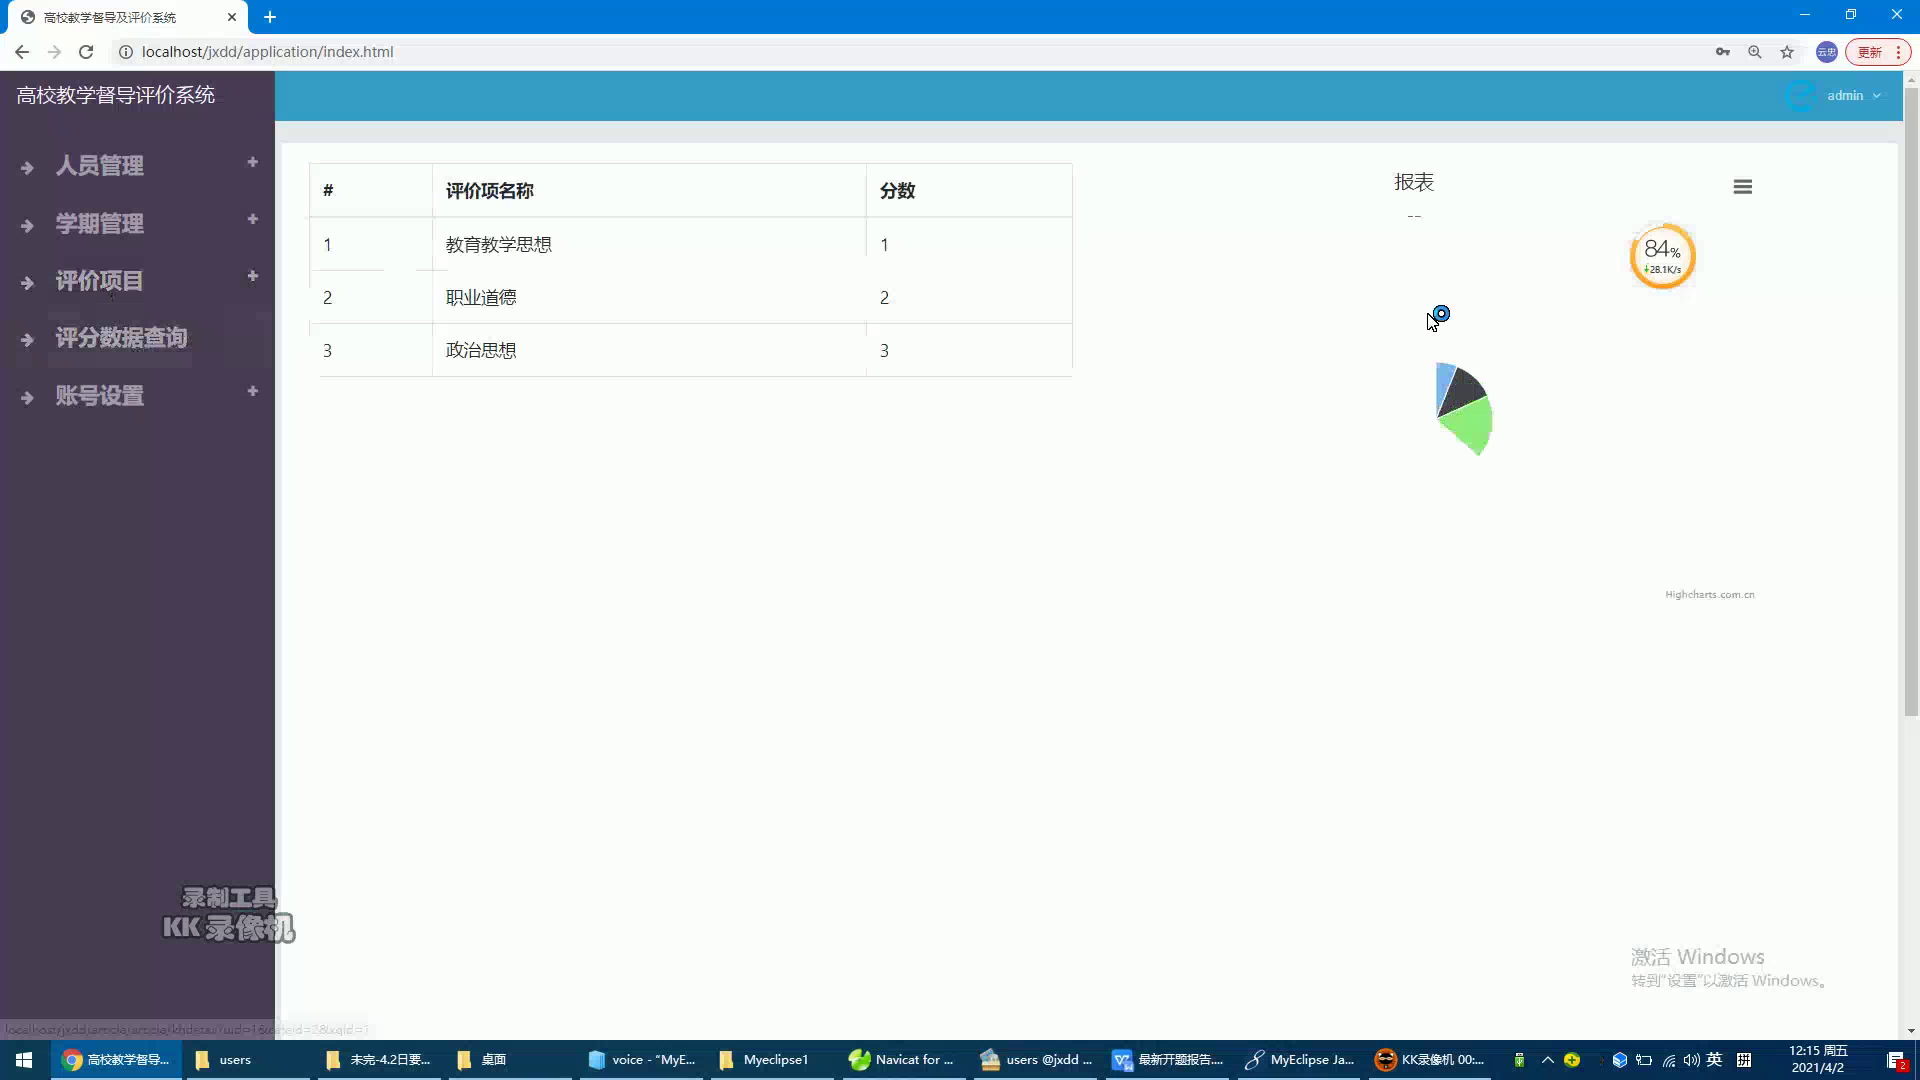 高校教学督导及评价系统
localhost/jxdd/application/index.html
云忠
更新
高校教学督导评价系统
admin
人员管理 +
学期管理 +
评价项目 +
评分数据查询
账号设置 +
# 评价项名称 分数
1 教育教学思想 1
2 职业道德 2
3 政治思想 3
报表
--
84%
28.1K/s
Highcharts.com.cn
录制工具
KK 录像机
激活 Windows
转到"设置"以激活 Windows。
高校教学督导...
users
未完-4.2日要...
桌面
voice - "MyE...
Myeclipse1
Navicat for ...
users @jxdd ...
最新开题报告....
MyEclipse Ja...
KK录像机 00:...
英
拼
12:15 周五
2021/4/2
2